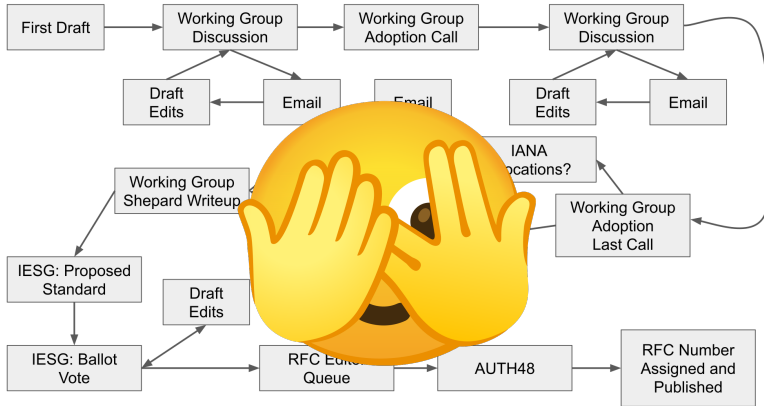 First Draft
Working Group
Discussion
Working Group
Adoption Call
Working Group
Discussion
Draft
Edits
Email
Email
Draft
Edits
Email
IANA
Working Group
Shepard Writeup
Working Group
Adoption
Last Call
IESG: Proposed
Standard
Draft
Edits
IESG: Ballot
Vote
RFC Editor
Queue
AUTH48
RFC Number
Assigned and
Published